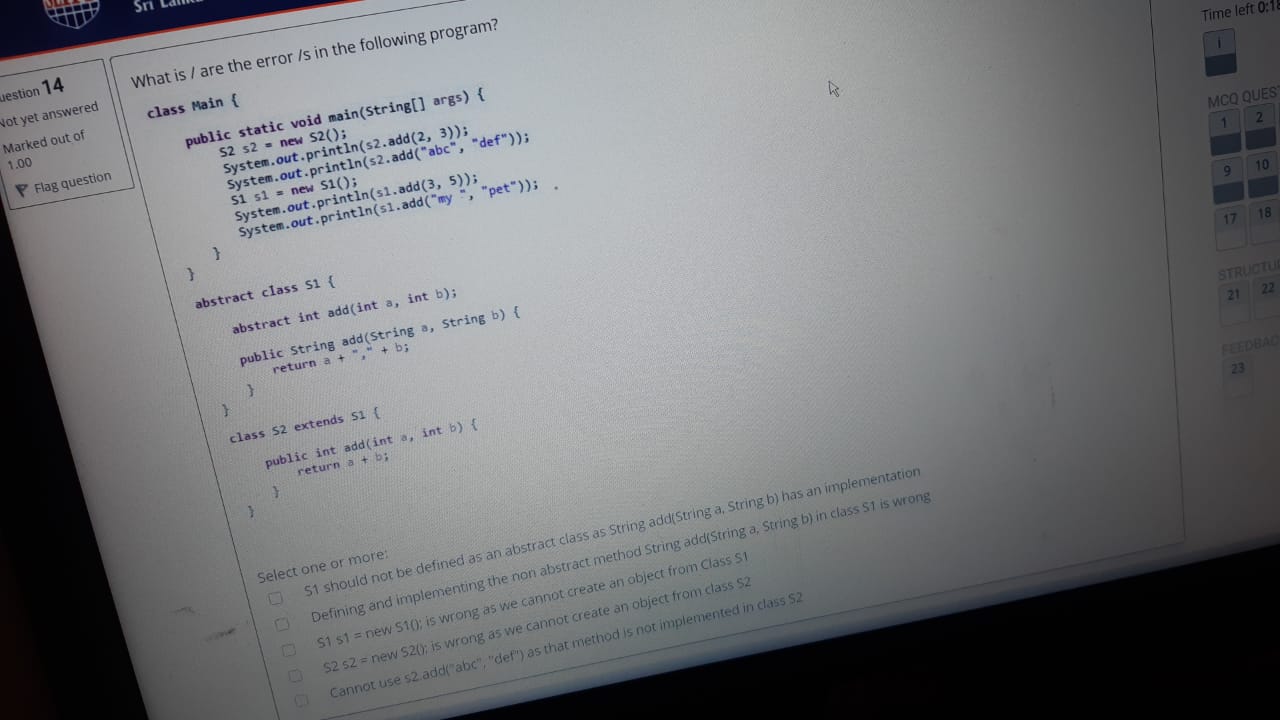 Sri
Question 14
Not yet answered
Marked out of
1.00
Flag question
What is / are the error /s in the following program?
class Main {
public static void main(String[] args) {
S2 s2 = new S2();
System.out.println(s2.add(2, 3));
System.out.println(s2.add("abc", "def"));
S1 s1 = new S1();
System.out.println(s1.add(3, 5));
System.out.println(s1.add("my ", "pet"));
}
}
abstract class S1 {
abstract int add(int a, int b);
public String add(String a, String b) {
return a + "," + b;
}
}
class S2 extends S1 {
public int add(int a, int b) {
return a + b;
}
}
Select one or more:
S1 should not be defined as an abstract class as String add(String a, String b) has an implementation
Defining and implementing the non abstract method String add(String a, String b) in class S1 is wrong
S1 s1 = new S1(); is wrong as we cannot create an object from Class S1
S2 s2 = new S2(); is wrong as we cannot create an object from class S2
Cannot use s2.add("abc", "def") as that method is not implemented in class S2
Time left 0:18
i
MCQ QUES
1 2
9 10
17 18
STRUCTU
21 22
FEEDBAC
23